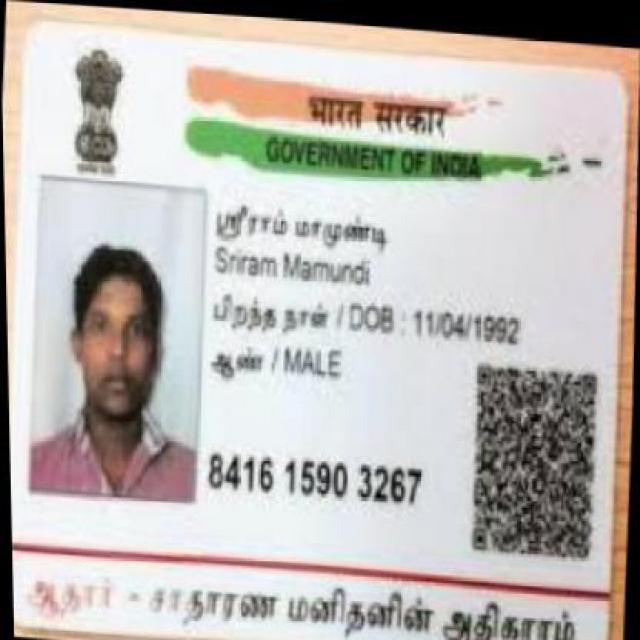 भारत सरकार
GOVERNMENT OF INDIA
ஸ்ரீராம் மாமுண்டி
Sriram Mamundi
பிறந்த நாள் / DOB : 11/04/1992
ஆண் / MALE
8416 1590 3267
ஆதார் - சாதாரண மனிதனின் அதிகாரம்